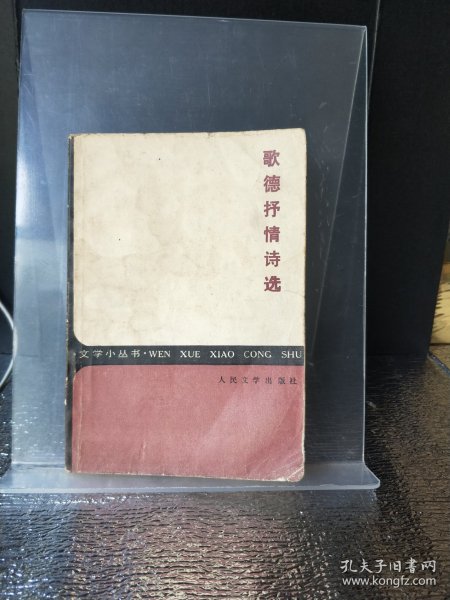 歌德抒情诗选
文学小丛书·WEN XUE XIAO CONG SHU
人民文学出版社
孔夫子旧书网
www.kongfz.com